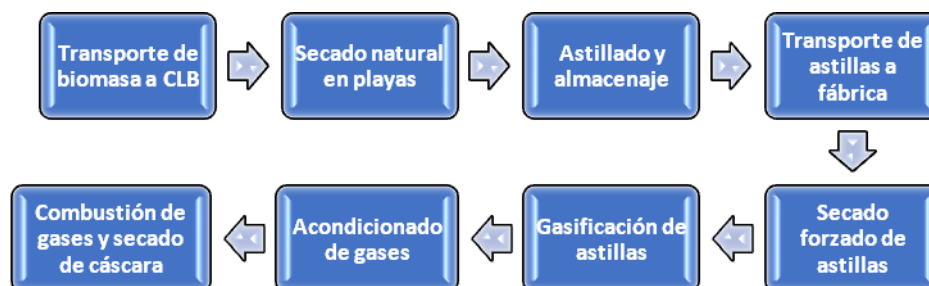 Transporte de
biomasa a CLB
Secado natural
en playas
Astillado y
almacenaje
Transporte de
astillas a
fábrica
Secado
forzado de
astillas
Gasificación de
astillas
Acondicionado
de gases
Combustión de
gases y secado
de cáscara